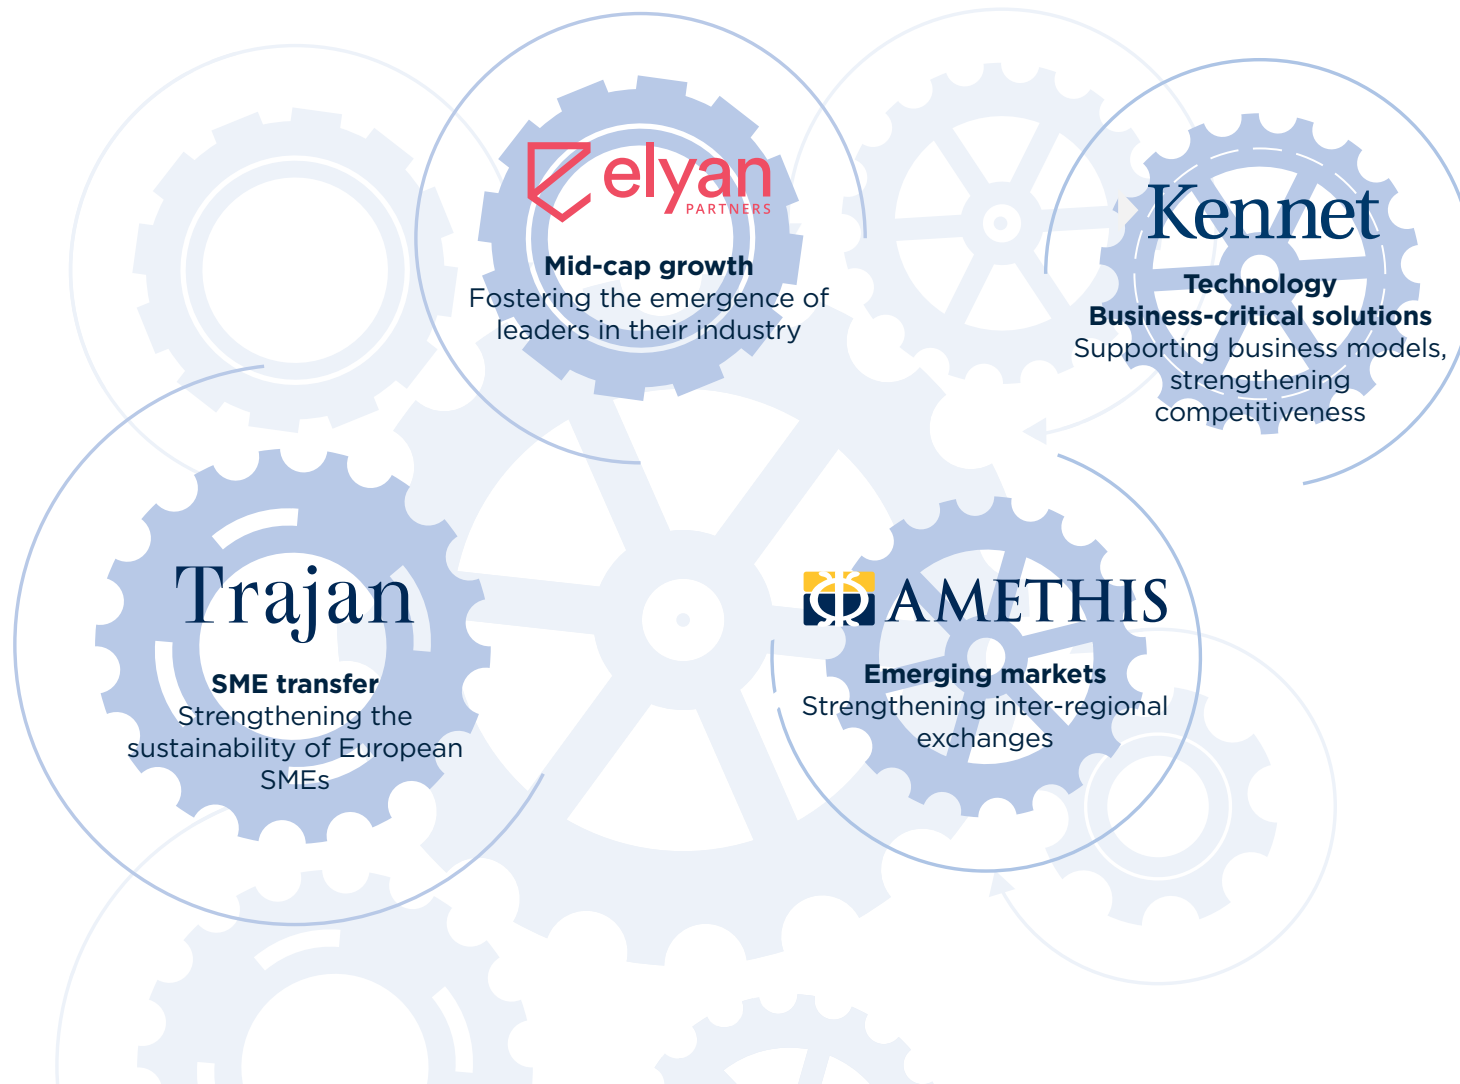 elyan
PARTNERS
Mid-cap growth
Fostering the emergence of
leaders in their industry
Kennet
Technology
Business-critical solutions
Supporting business models,
strengthening
competitiveness
Trajan
SME transfer
Strengthening the
sustainability of European
SMEs
AMETHIS
Emerging markets
Strengthening inter-regional
exchanges